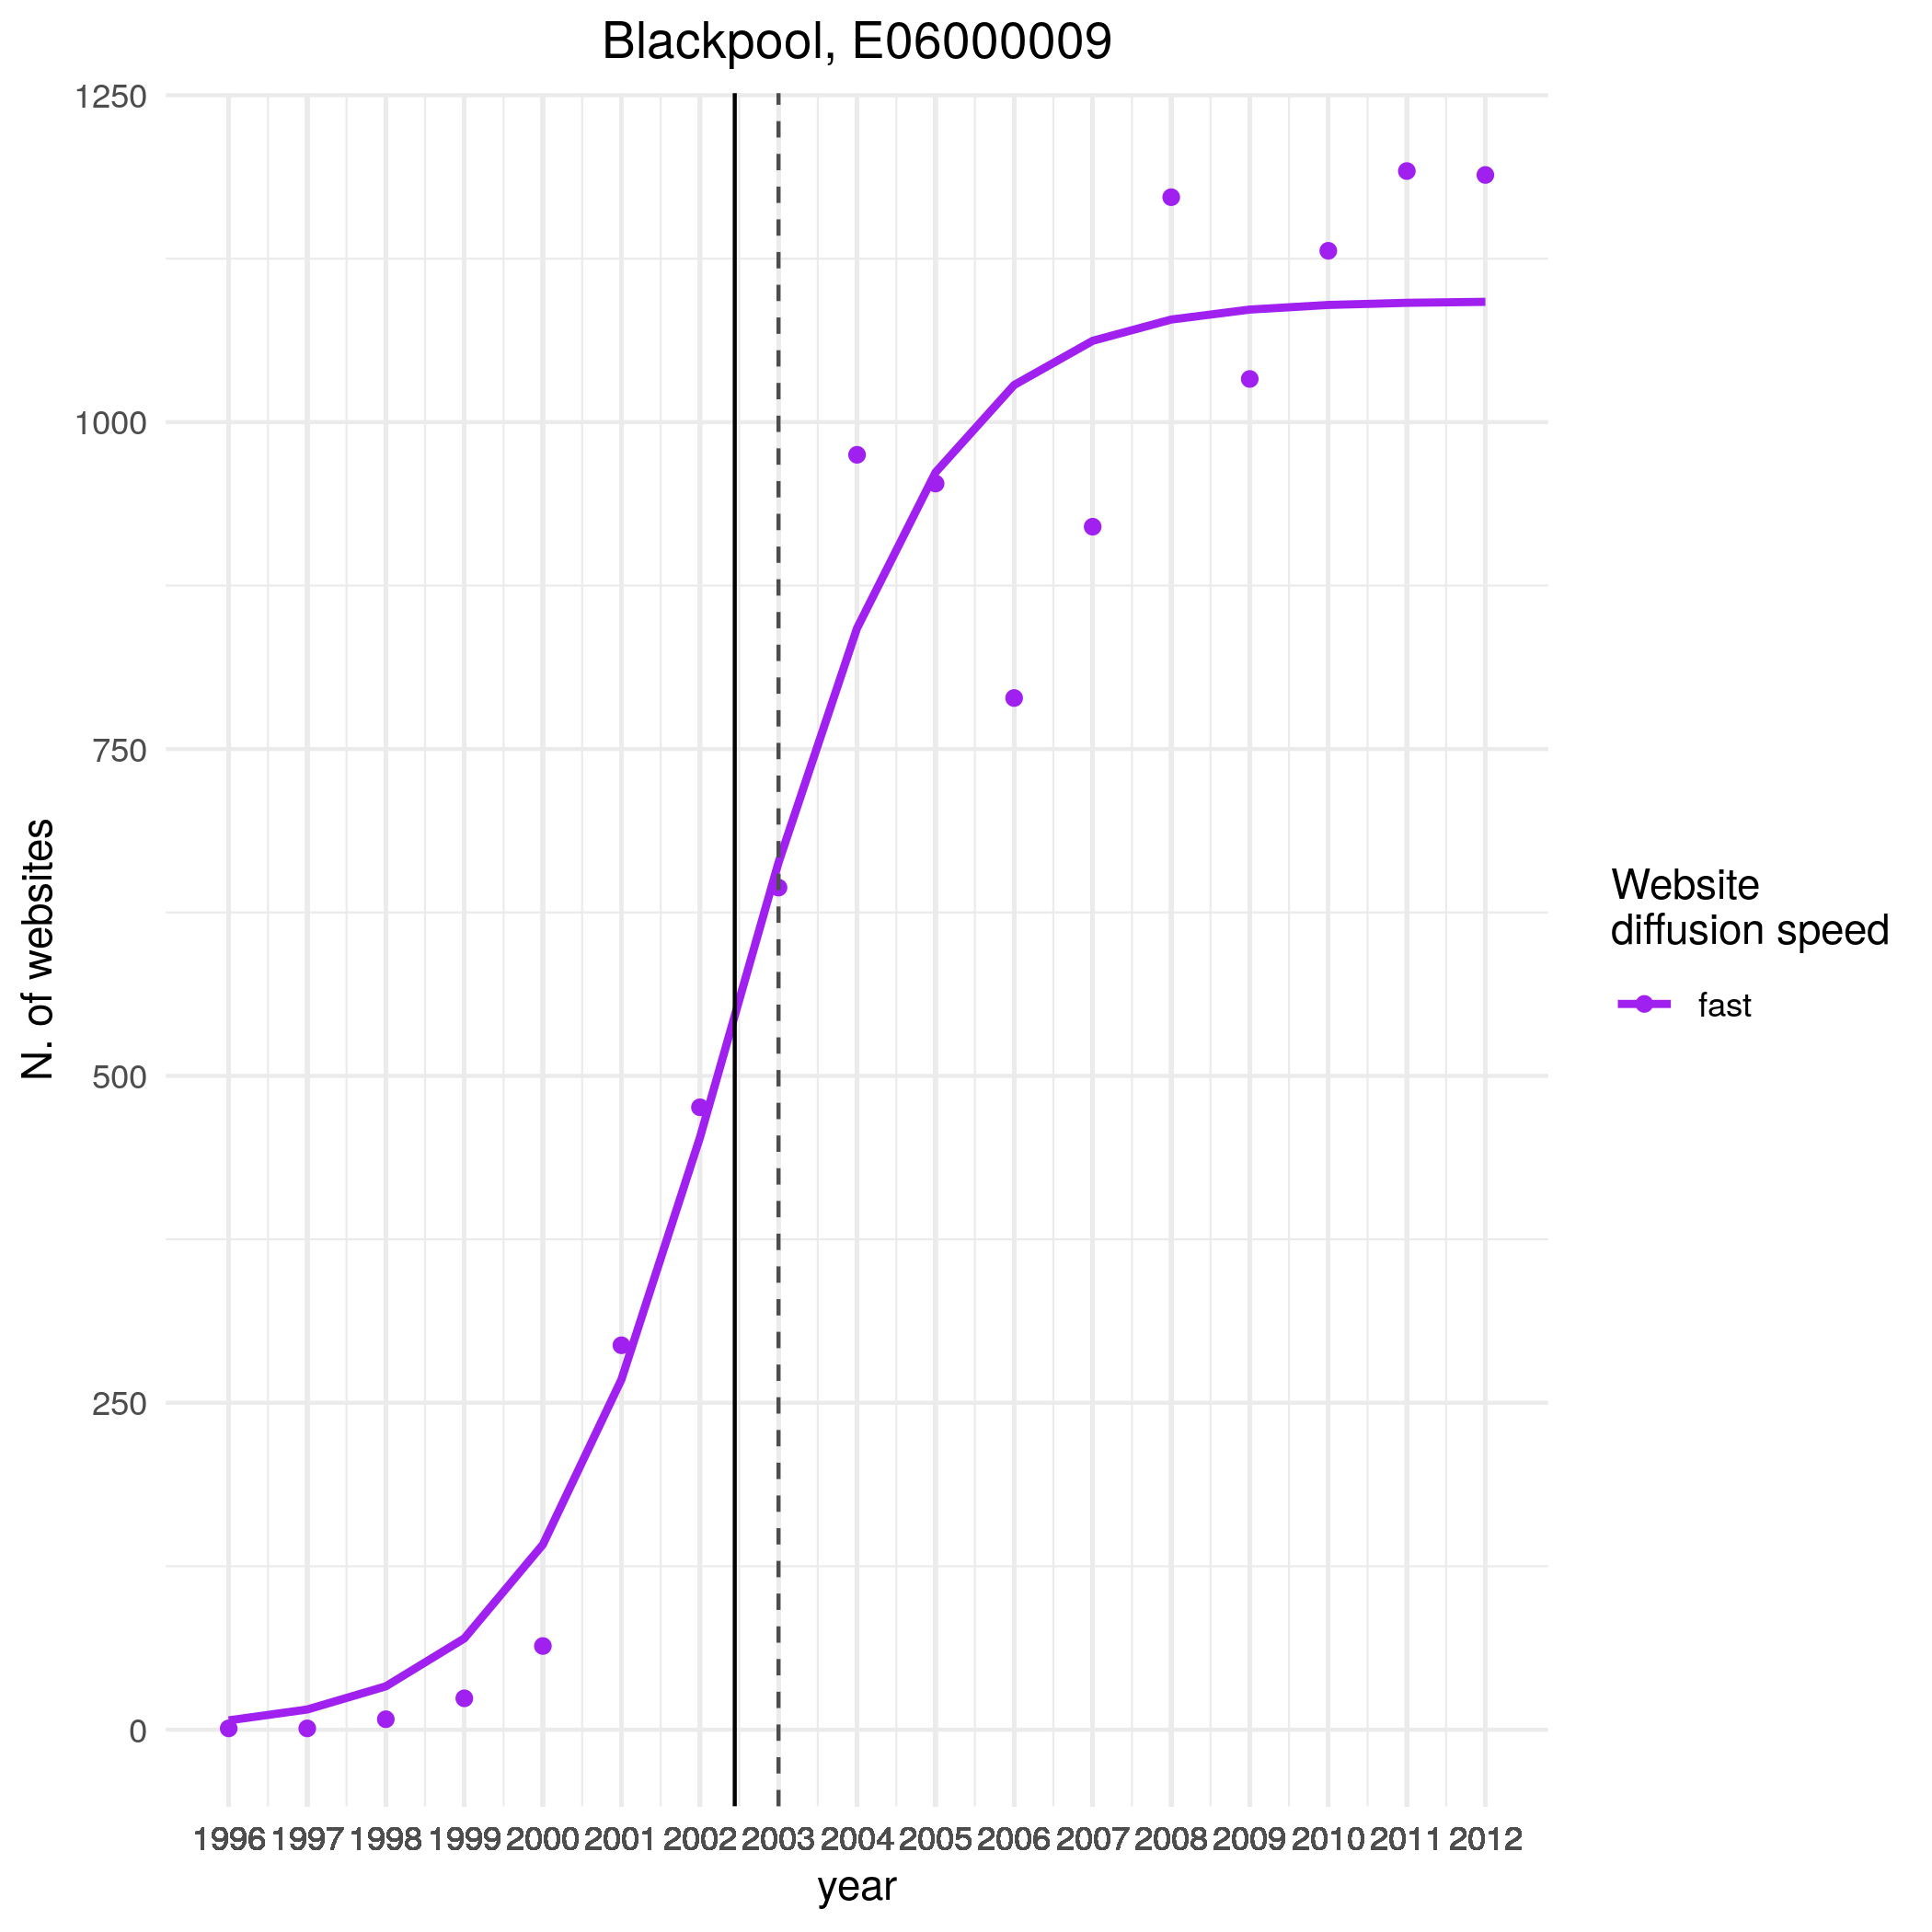 Blackpool, E06000009
1250
1000
750
500
250
0
N. of websites
1996 1997 1998 1999 2000 2001 2002 2003 2004 2005 2006 2007 2008 2009 2010 2011 2012
year
Website
diffusion speed
fast